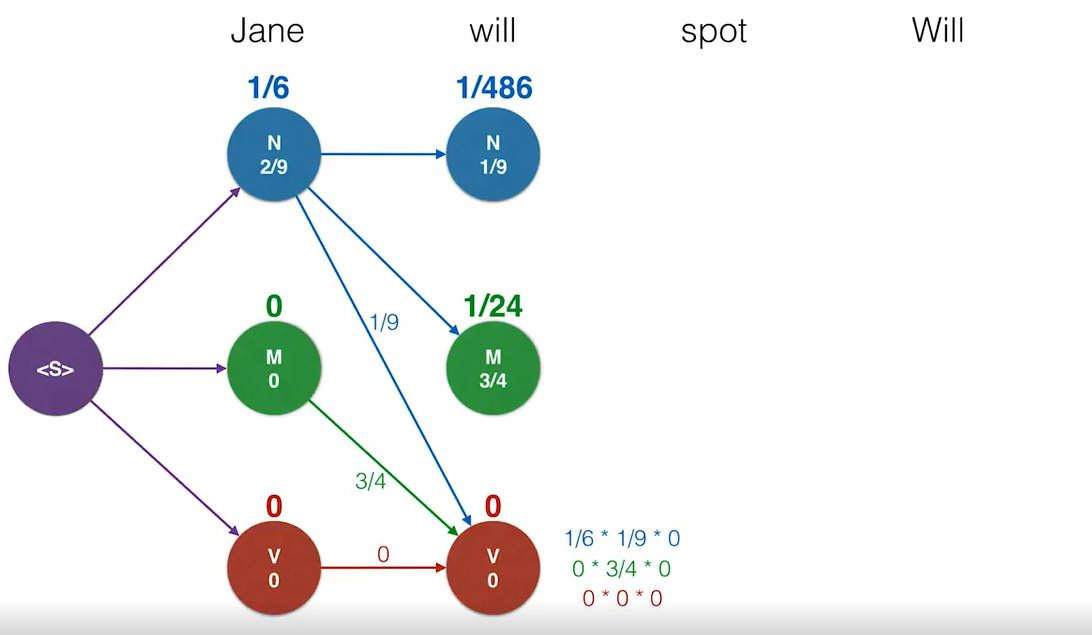 Jane will spot Will
1/6 1/486
N N
2/9 1/9
0 1/9 1/24
<S>
M M
0 3/4
3/4
0 0
1/6 * 1/9 * 0
V 0 V
0 * 3/4 * 0
0 0
0 * 0 * 0